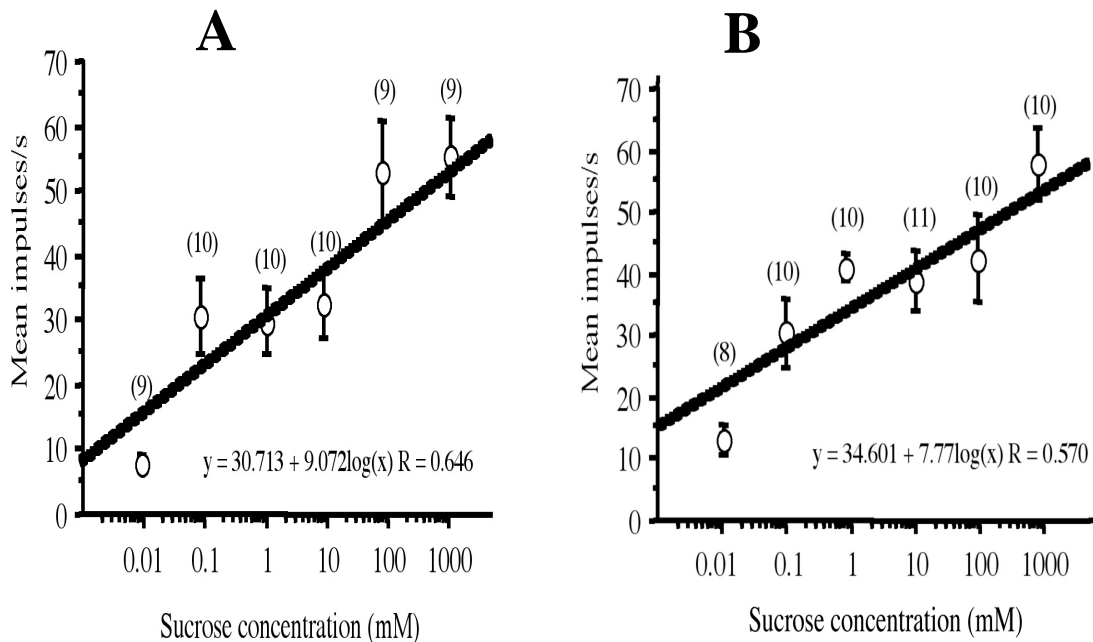 A
Mean impulses/s
70
60
50
40
30
20
10
0
(9)
(10)
(10)
(10)
(9)
(9)
y = 30.713 + 9.072log(x) R = 0.646
0.01 0.1 1 10 100 1000
Sucrose concentration (mM)
B
Mean impulses/s
70
60
50
40
30
20
10
0
(8)
(10)
(10)
(11)
(10)
(10)
y = 34.601 + 7.77log(x) R = 0.570
0.01 0.1 1 10 100 1000
Sucrose concentration (mM)